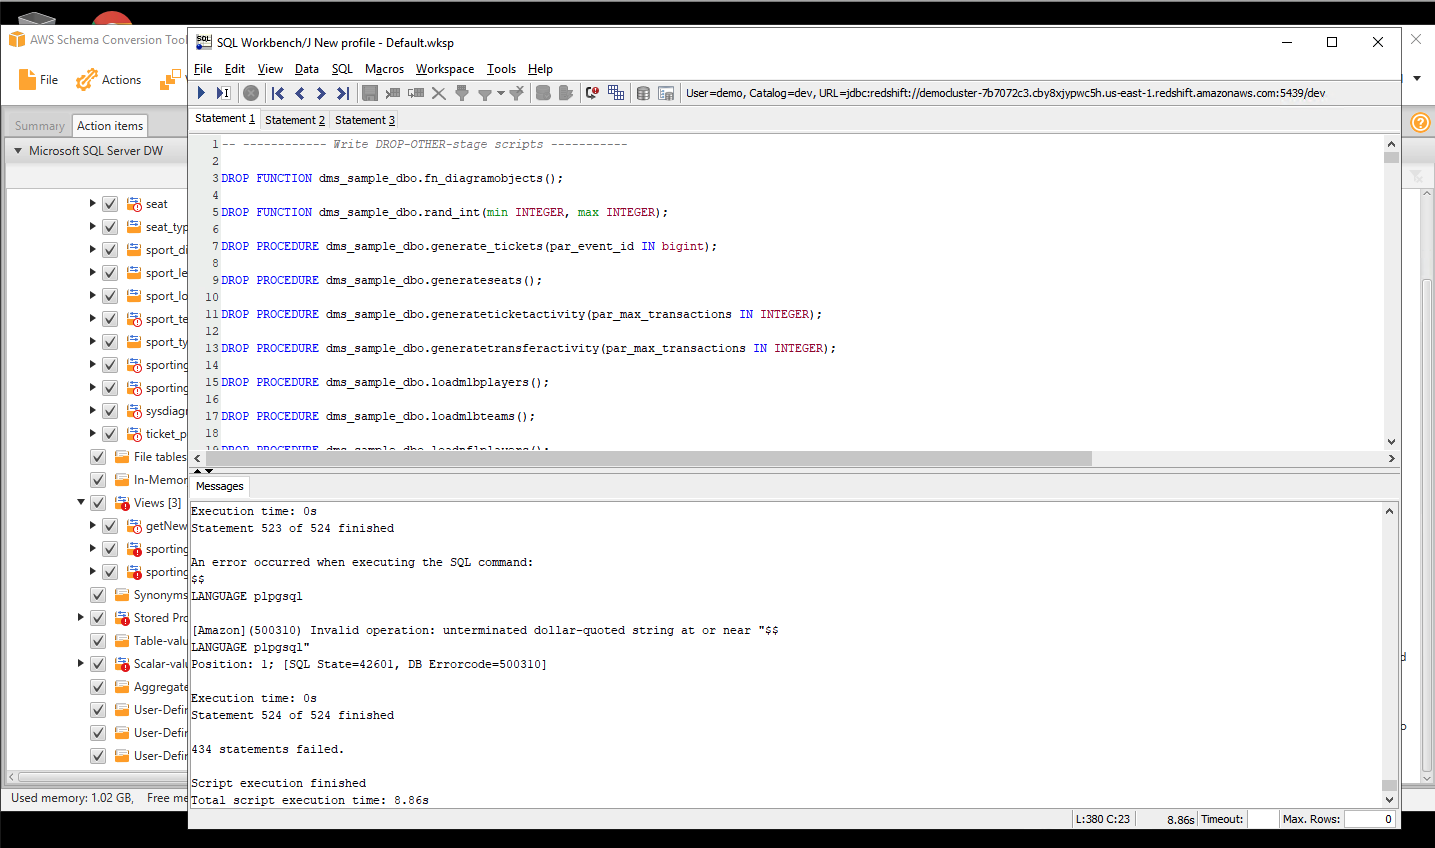 AWS Schema Conversion Tool
SQL Workbench/J New profile - Default.wksp
File Actions
File Edit View Data SQL Macros Workspace Tools Help
User=demo, Catalog=dev, URL=jdbc:redshift://democluster-7b7072c3.cby8xjypwc5h.us-east-1.redshift.amazonaws.com:5439/dev
Summary Action items
Statement 1 Statement 2 Statement 3
Microsoft SQL Server DW
seat
seat_typ
sport_di
sport_le
sport_lo
sport_te
sport_ty
sporting
sporting
sysdiagr
ticket_p
File tables
In-Memor
Views [3]
getNew
sporting
sporting
Synonyms
Stored Pro
Table-valu
Scalar-valu
Aggregate
User-Defin
User-Defin
User-Defin
Used memory: 1.02 GB, Free me
1 -- ------------ Write DROP-OTHER-stage scripts -----------
2
3 DROP FUNCTION dms_sample_dbo.fn_diagramobjects();
4
5 DROP FUNCTION dms_sample_dbo.rand_int(min INTEGER, max INTEGER);
6
7 DROP PROCEDURE dms_sample_dbo.generate_tickets(par_event_id IN bigint);
8
9 DROP PROCEDURE dms_sample_dbo.generateseats();
10
11 DROP PROCEDURE dms_sample_dbo.generateticketactivity(par_max_transactions IN INTEGER);
12
13 DROP PROCEDURE dms_sample_dbo.generatetransferactivity(par_max_transactions IN INTEGER);
14
15 DROP PROCEDURE dms_sample_dbo.loadmlbplayers();
16
17 DROP PROCEDURE dms_sample_dbo.loadmlbteams();
18
19 DROP PROCEDURE dms_sample_dbo.loadnflplayers();
Messages
Execution time: 0s
Statement 523 of 524 finished
An error occurred when executing the SQL command:
$$
LANGUAGE plpgsql
[Amazon](500310) Invalid operation: unterminated dollar-quoted string at or near "$$
LANGUAGE plpgsql"
Position: 1; [SQL State=42601, DB Errorcode=500310]
Execution time: 0s
Statement 524 of 524 finished
434 statements failed.
Script execution finished
Total script execution time: 8.86s
L:380 C:23 8.86s Timeout: Max. Rows: 0